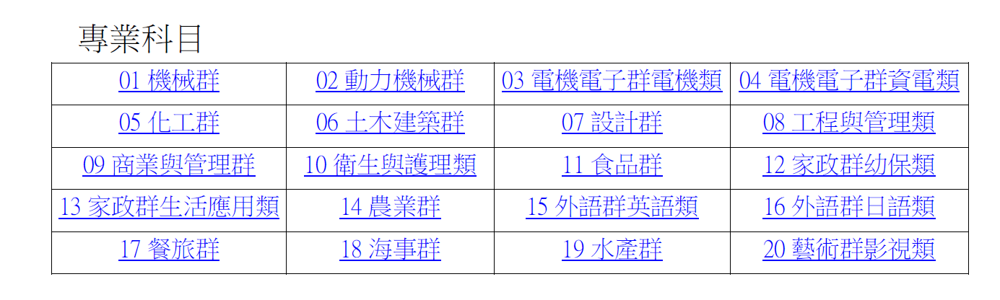 專業科目
01 機械群 02 動力機械群 03 電機電子群電機類 04 電機電子群資電類
05 化工群 06 土木建築群 07 設計群 08 工程與管理類
09 商業與管理群 10 衛生與護理類 11 食品群 12 家政群幼保類
13 家政群生活應用類 14 農業群 15 外語群英語類 16 外語群日語類
17 餐旅群 18 海事群 19 水產群 20 藝術群影視類